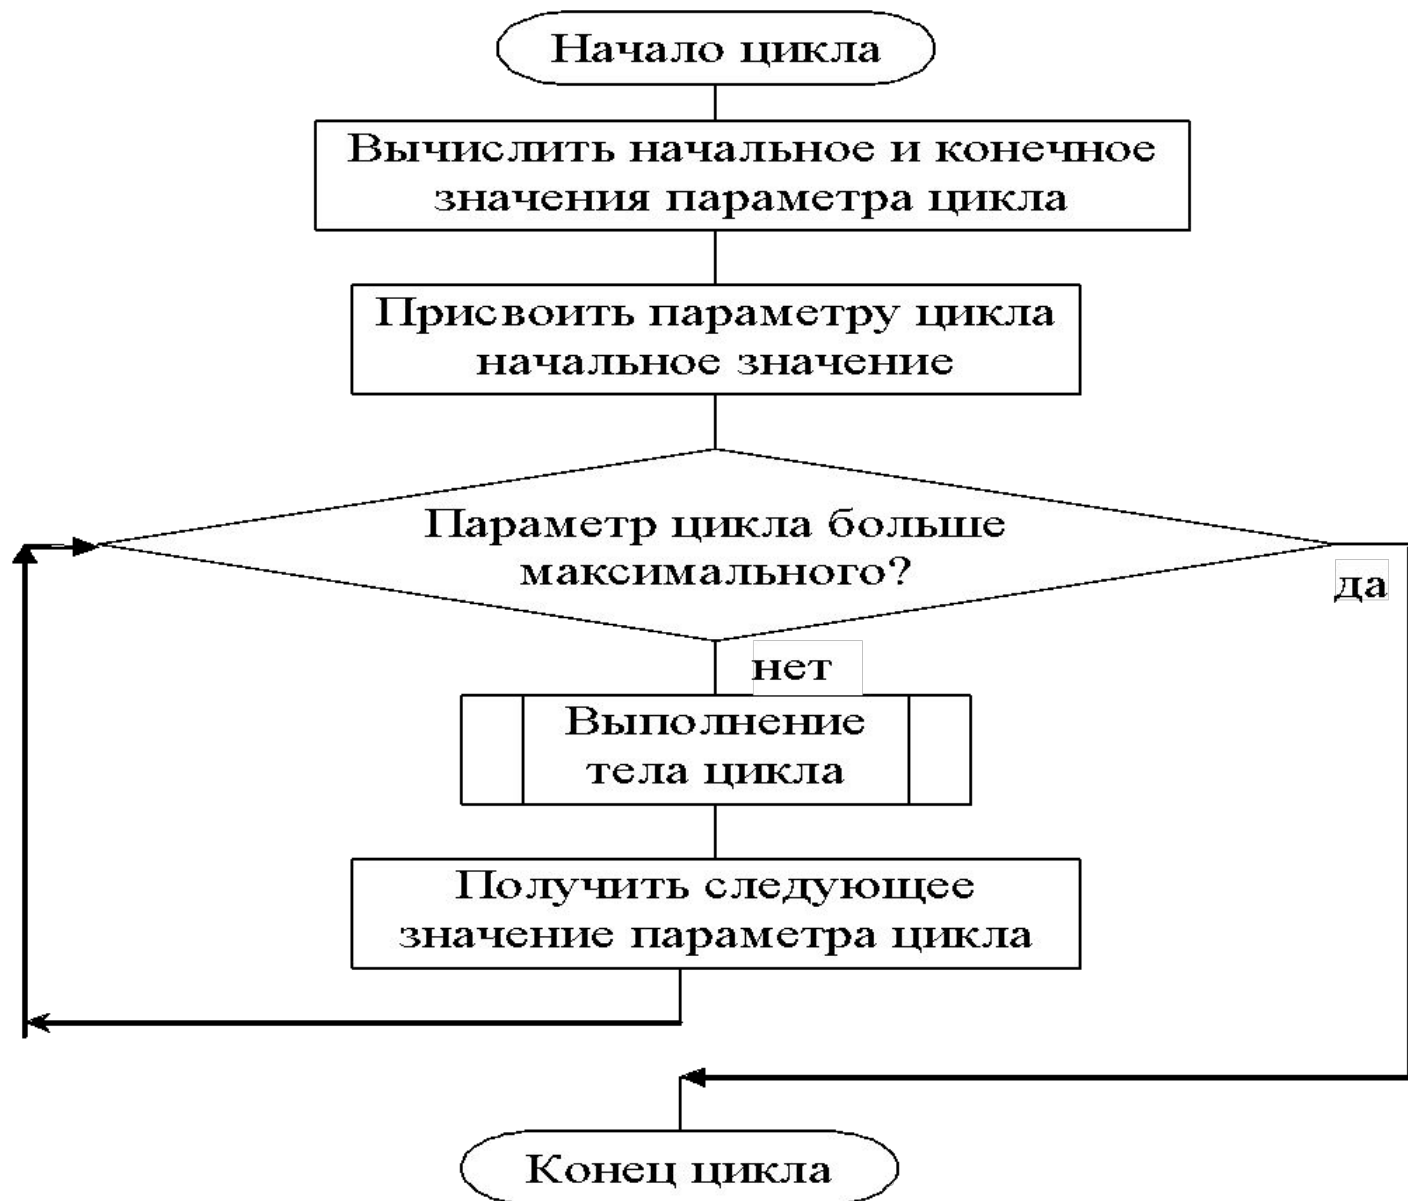 Начало цикла
Вычислить начальное и конечное
значения параметра цикла
Присвоить параметру цикла
начальное значение
Параметр цикла больше
максимального?
да
нет
Выполнение
тела цикла
Получить следующее
значение параметра цикла
Конец цикла